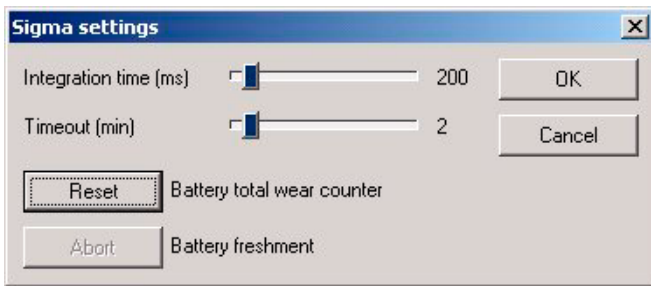 Sigma settings
Integration time (ms) 200 OK
Timeout (min) 2 Cancel
Reset Battery total wear counter
Abort Battery freshment